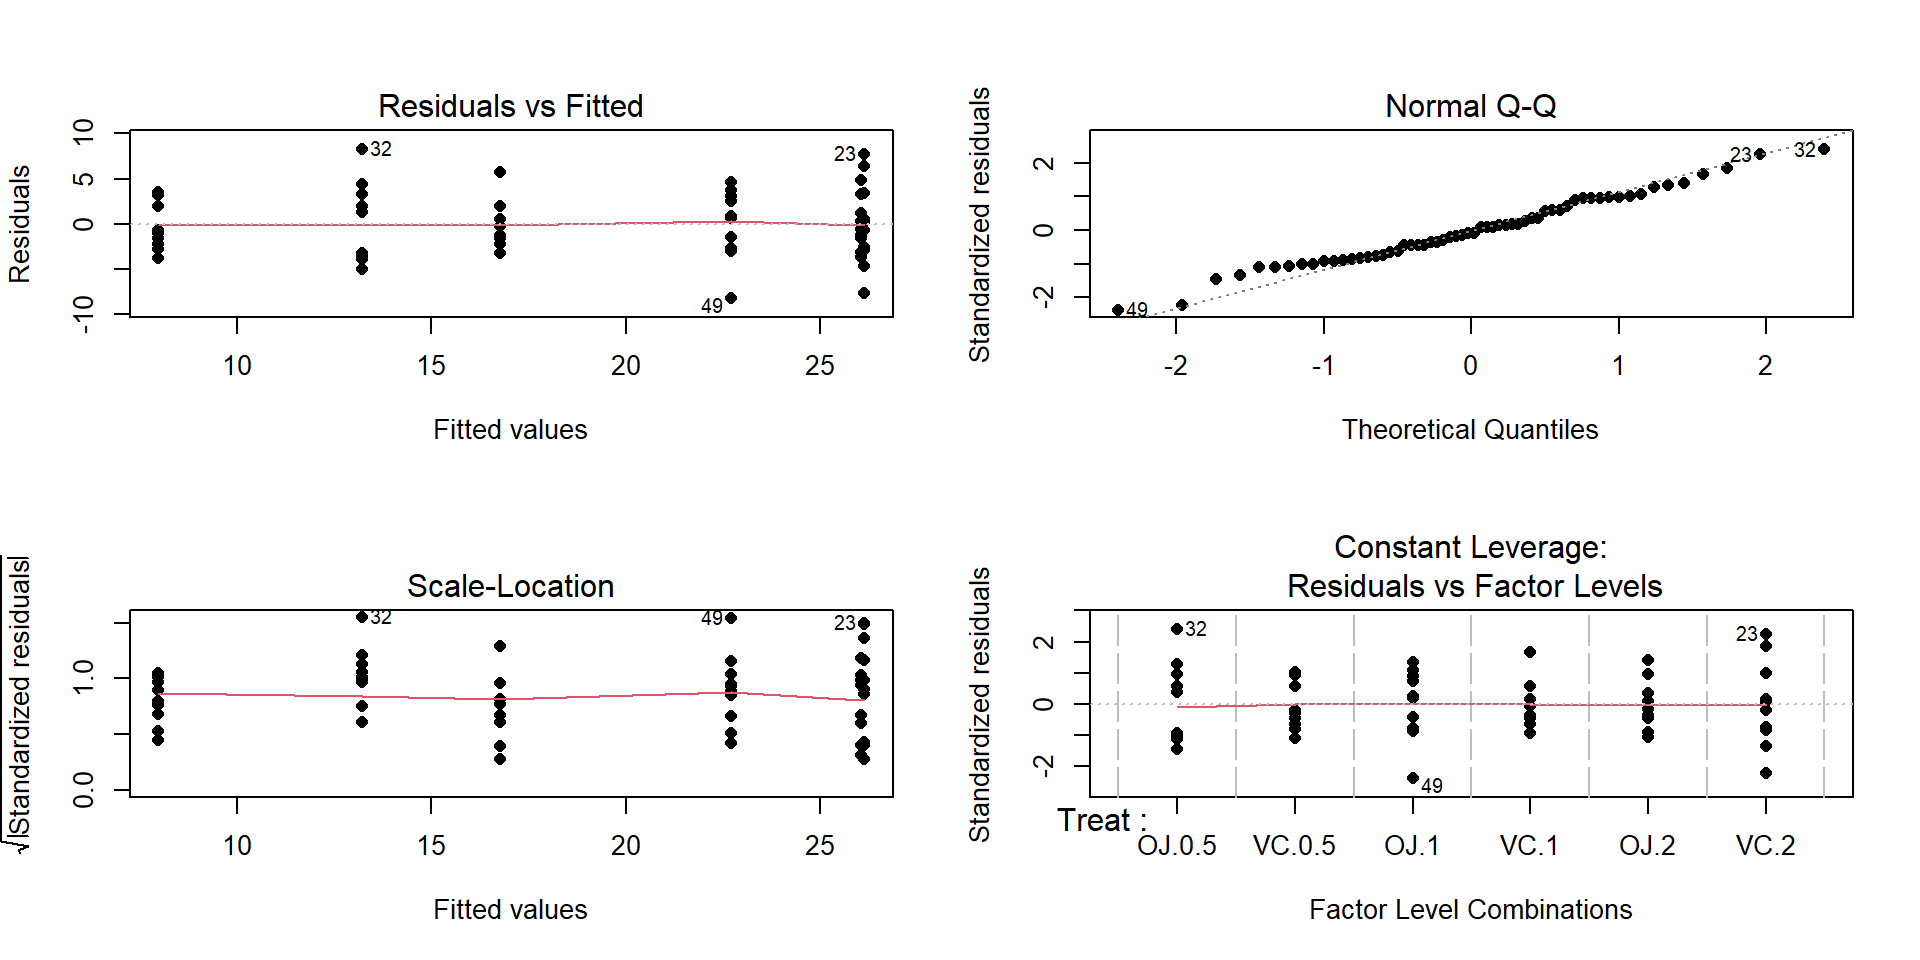 Residuals vs Fitted
Residuals
10
5
0
-10
32
23
49
10
15
20
25
Fitted values
Normal Q-Q
Standardized residuals
2
0
-2
23
32
49
-2
-1
0
1
2
Theoretical Quantiles
Scale-Location
√|Standardized residuals|
1.0
0.0
32
49
23
10
15
20
25
Fitted values
Constant Leverage:
Residuals vs Factor Levels
Standardized residuals
2
0
-2
32
23
49
Treat :
OJ.0.5
VC.0.5
OJ.1
VC.1
OJ.2
VC.2
Factor Level Combinations